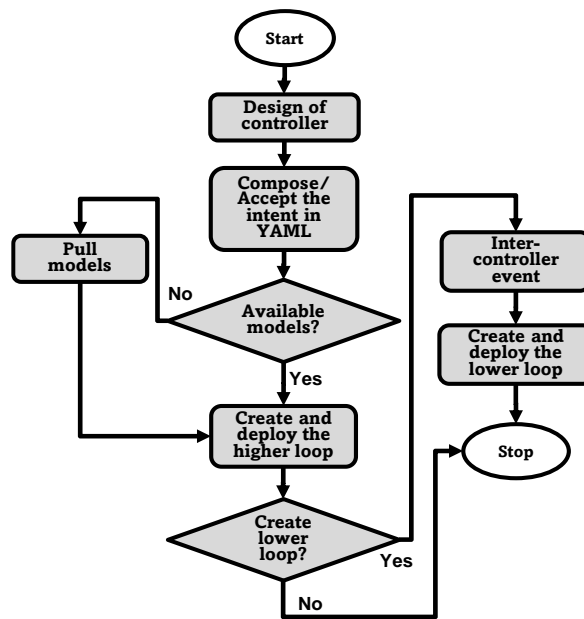 Start
Design of
controller
Compose/
Accept the
intent in
YAML
Pull
models
No
Available
models?
Yes
Create and
deploy the
higher loop
Create
lower
loop?
Yes
No
Inter-
controller
event
Create and
deploy the
lower loop
Stop